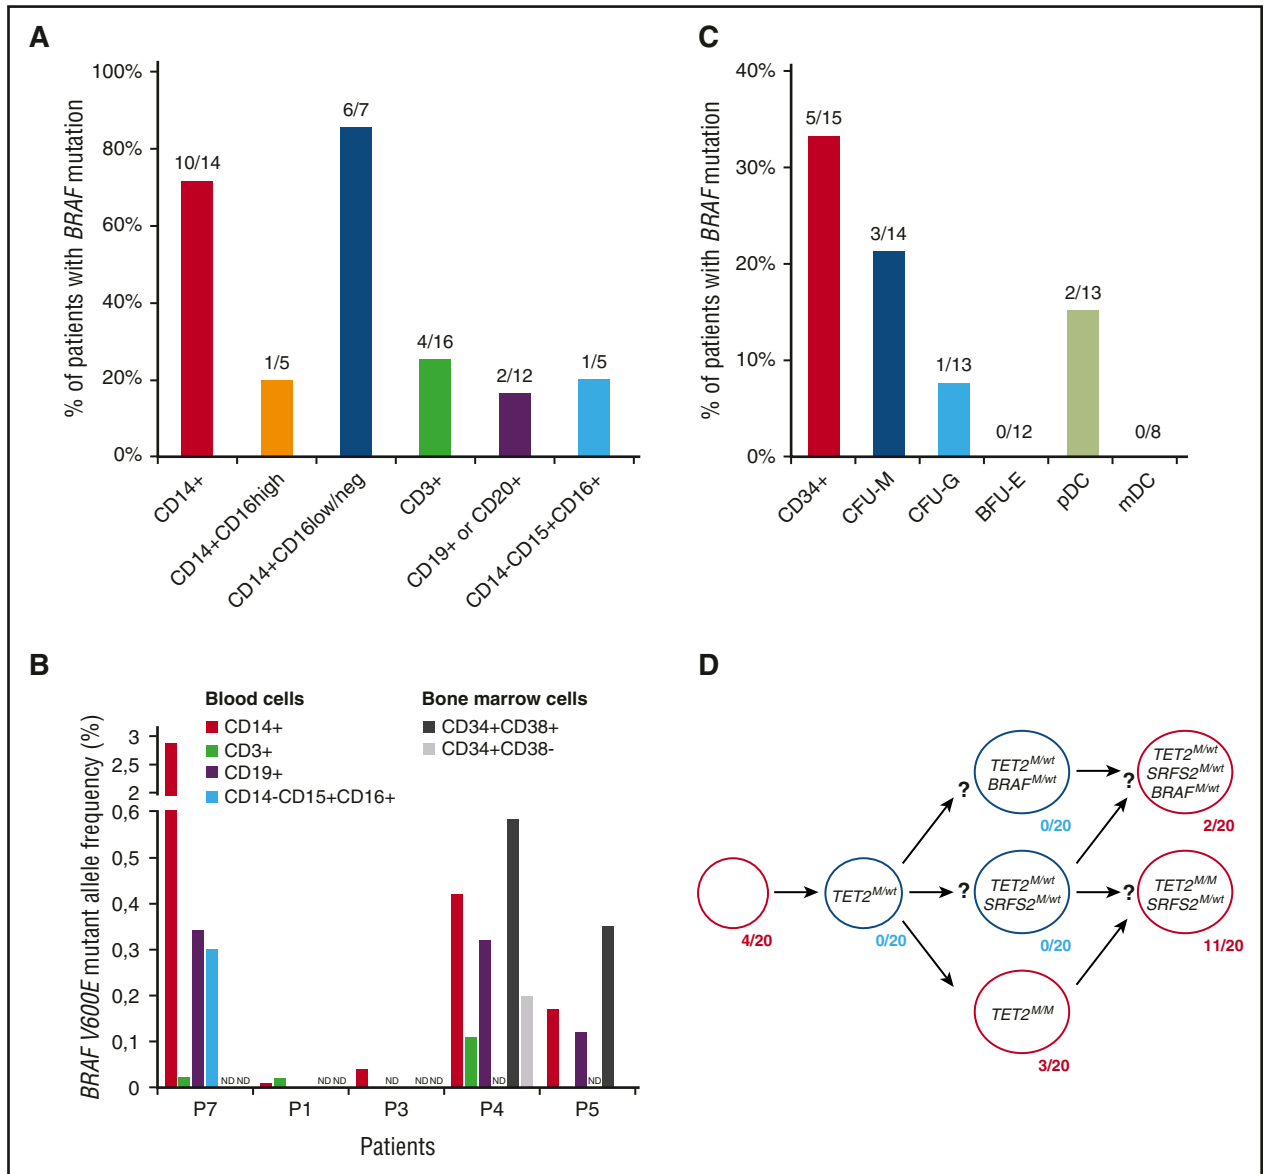 A
% of patients with BRAF mutation
100%
80%
60%
40%
20%
0%
10/14
1/5
6/7
4/16
2/12
1/5
CD14+
CD14+CD16high
CD14+CD16low/neg
CD3+
CD19+ or CD20+
CD14-CD15+CD16+
C
% of patients with BRAF mutation
40%
30%
20%
10%
0%
5/15
3/14
1/13
0/12
2/13
0/8
CD34+
CFU-M
CFU-G
BFU-E
pDC
mDC
B
BRAF V600E mutant allele frequency (%)
Blood cells
CD14+
CD3+
CD19+
CD14-CD15+CD16+
Bone marrow cells
CD34+CD38+
CD34+CD38-
3
2,5
2
0,6
0,5
0,4
0,3
0,2
0,1
0
ND ND
ND ND
ND
ND ND
ND
ND
P7
P1
P3
P4
P5
Patients
D
4/20
TET2M/wt
0/20
?
TET2M/wt
BRAFM/wt
0/20
?
TET2M/wt
SRFS2M/wt
0/20
TET2M/M
3/20
?
TET2M/wt
SRFS2M/wt
BRAFM/wt
2/20
?
TET2M/M
SRFS2M/wt
11/20